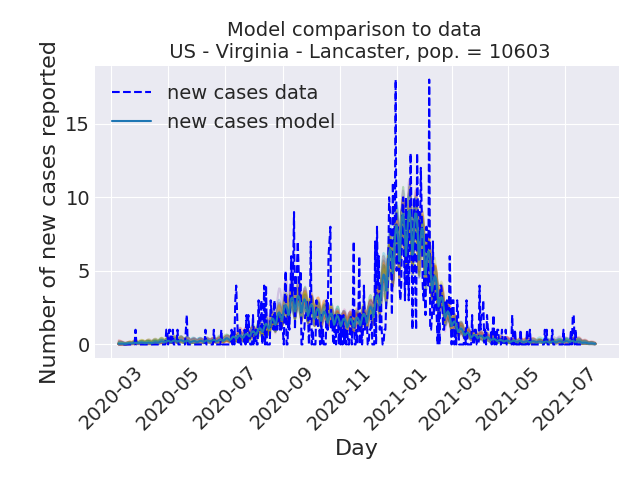 Model comparison to data
US - Virginia - Lancaster, pop. = 10603
Number of new cases reported
new cases data
new cases model
15
10
5
0
2020-03
2020-05
2020-07
2020-09
2020-11
2021-01
2021-03
2021-05
2021-07
Day